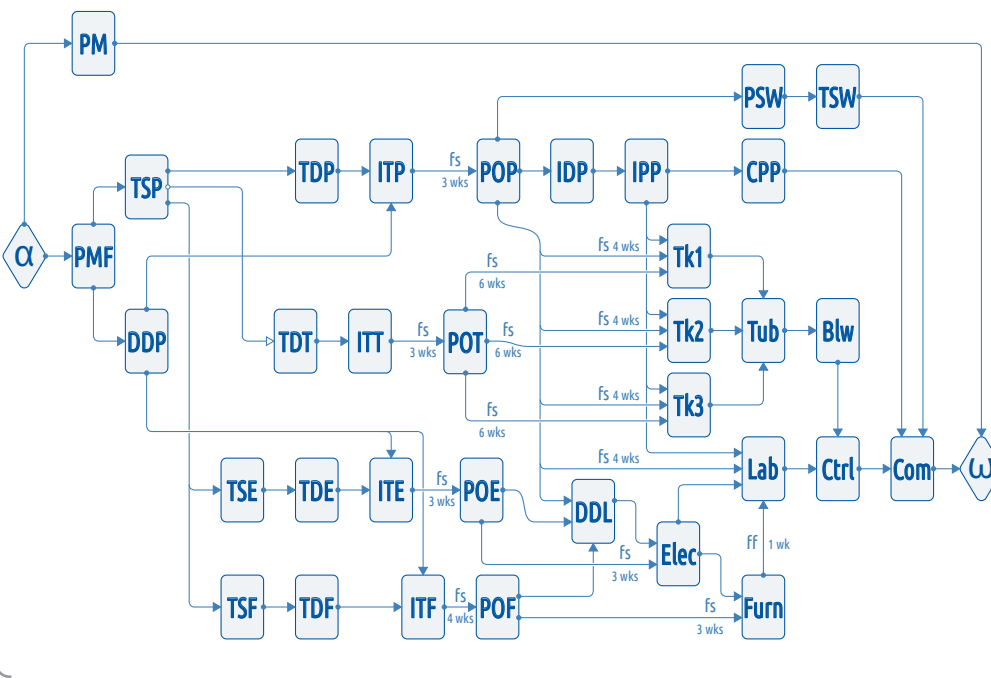 PM
PSW
TSW
TSP
TDP
ITP
fs
3 wks
POP
IDP
IPP
CPP
α
PMF
fs 4 wks
Tk1
fs
6 wks
DDP
TDT
ITT
fs
3 wks
POT
fs
6 wks
fs 4 wks
Tk2
Tub
Blw
fs 4 wks
Tk3
fs
6 wks
fs 4 wks
Lab
Ctrl
Com
ω
TSE
TDE
ITE
fs
3 wks
POE
DDL
Elec
fs
3 wks
ff 1 wk
TSF
TDF
ITF
fs
4 wks
POF
fs
3 wks
Furn